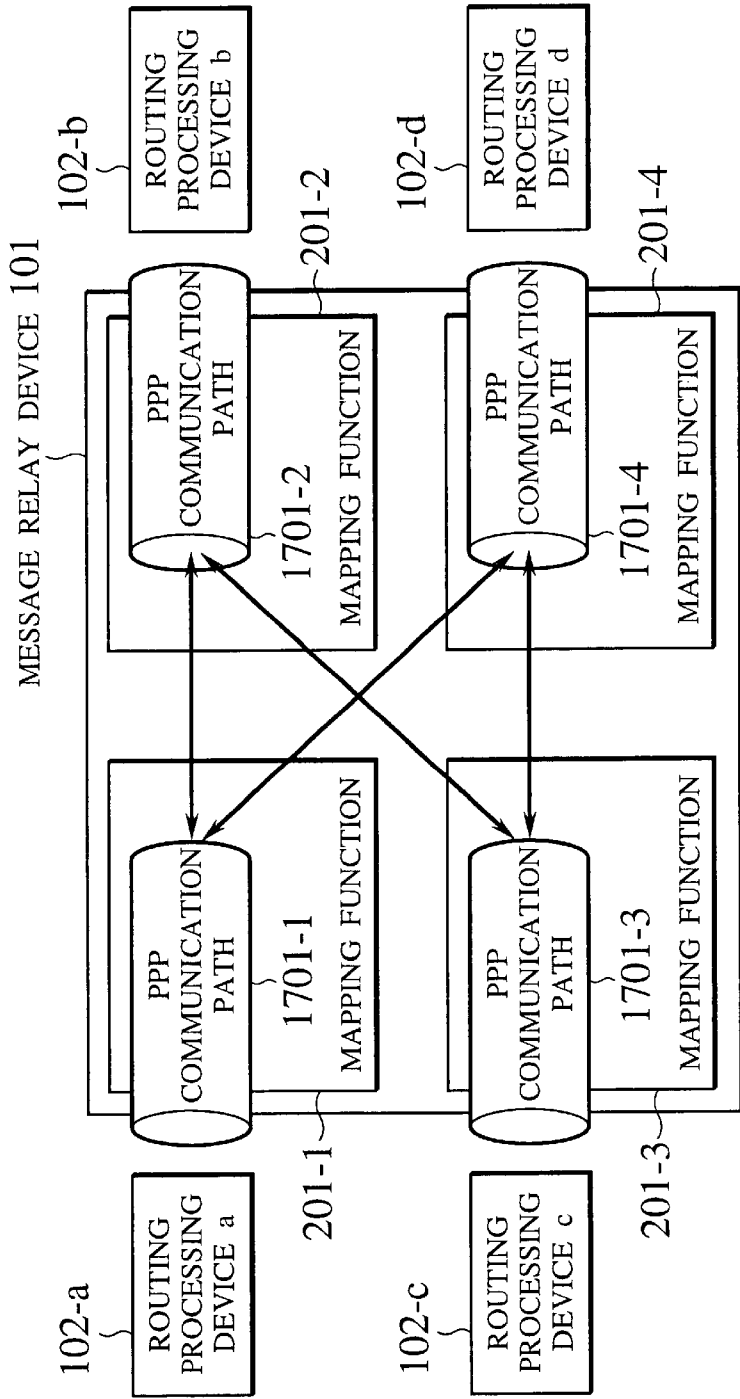 MESSAGE RELAY DEVICE 101
102-a
ROUTING
PROCESSING
DEVICE a
PPP
COMMUNICATION
PATH
1701-1
MAPPING FUNCTION
201-1
102-b
ROUTING
PROCESSING
DEVICE b
PPP
COMMUNICATION
PATH
1701-2
MAPPING FUNCTION
201-2
102-c
ROUTING
PROCESSING
DEVICE c
PPP
COMMUNICATION
PATH
1701-3
MAPPING FUNCTION
201-3
102-d
ROUTING
PROCESSING
DEVICE d
PPP
COMMUNICATION
PATH
1701-4
MAPPING FUNCTION
201-4